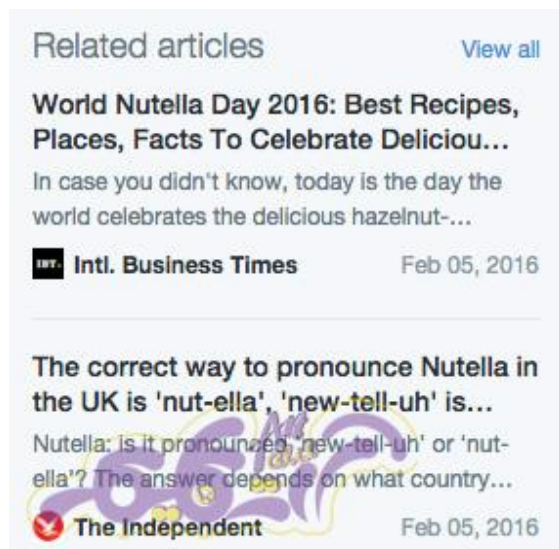 Related articles View all
World Nutella Day 2016: Best Recipes,
Places, Facts To Celebrate Deliciou...
In case you didn't know, today is the day the
world celebrates the delicious hazelnut-...
IBT. Intl. Business Times Feb 05, 2016
The correct way to pronounce Nutella in
the UK is 'nut-ella', 'new-tell-uh' is...
Nutella: is it pronounced 'new-tell-uh' or 'nut-
ella'? The answer depends on what country...
The Independent Feb 05, 2016